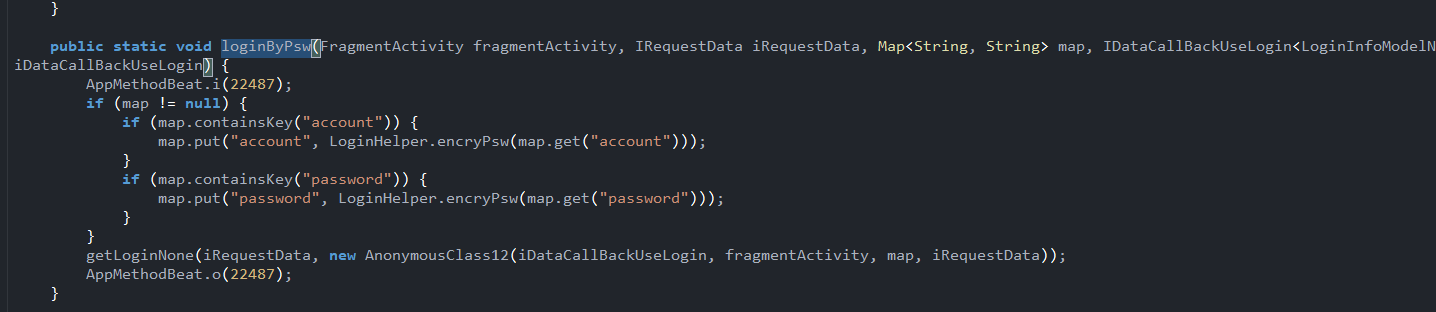 }
public static void loginByPsw(FragmentActivity fragmentActivity, IRequestData iRequestData, Map<String, String> map, IDataCallBackUseLogin<LoginInfoModelN
iDataCallBackUseLogin) {
AppMethodBeat.i(22487);
if (map != null) {
if (map.containsKey("account")) {
map.put("account", LoginHelper.encryPsw(map.get("account")));
}
if (map.containsKey("password")) {
map.put("password", LoginHelper.encryPsw(map.get("password")));
}
}
getLoginNone(iRequestData, new AnonymousClass12(iDataCallBackUseLogin, fragmentActivity, map, iRequestData));
AppMethodBeat.o(22487);
}